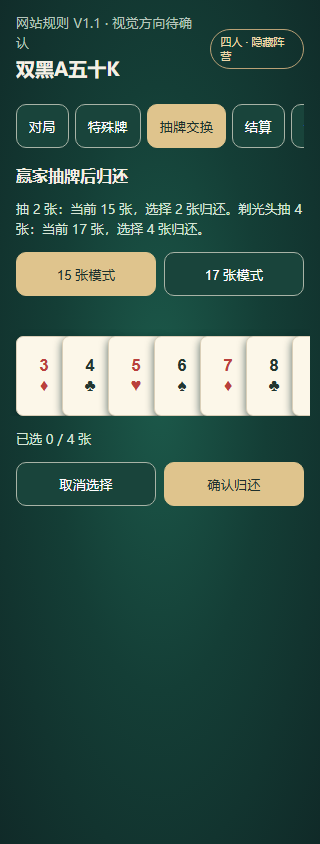 网站规则 V1.1 · 视觉方向待确
认
双黑A五十K
四人 · 隐藏阵
营
对局
特殊牌
抽牌交换
结算
赢家抽牌后归还
抽 2 张：当前 15 张，选择 2 张归还。剃光头抽 4
张：当前 17 张，选择 4 张归还。
15 张模式
17 张模式
3 4 5 6 7 8
♦ ♣ ♥ ♠ ♦ ♣
已选 0 / 4 张
取消选择
确认归还